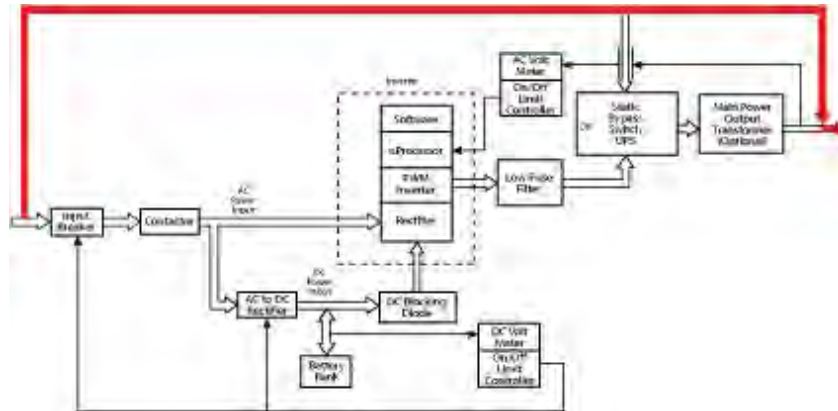 Inverter
AC Volt
Meter
On/Off
Limit
Controller
Software
uProcessor
PWM
Inverter
Rectifier
Static
Bypass
Switch
UPS
Main Power
Output
Transformer
(Optional)
Filter
AC
Power
Input
Input
Breaker
Contactor
DC
Power
Input
AC to DC
Rectifier
DC Blocking
Diode
Battery
Bank
DC Volt
Meter
On/Off
Limit
Controller